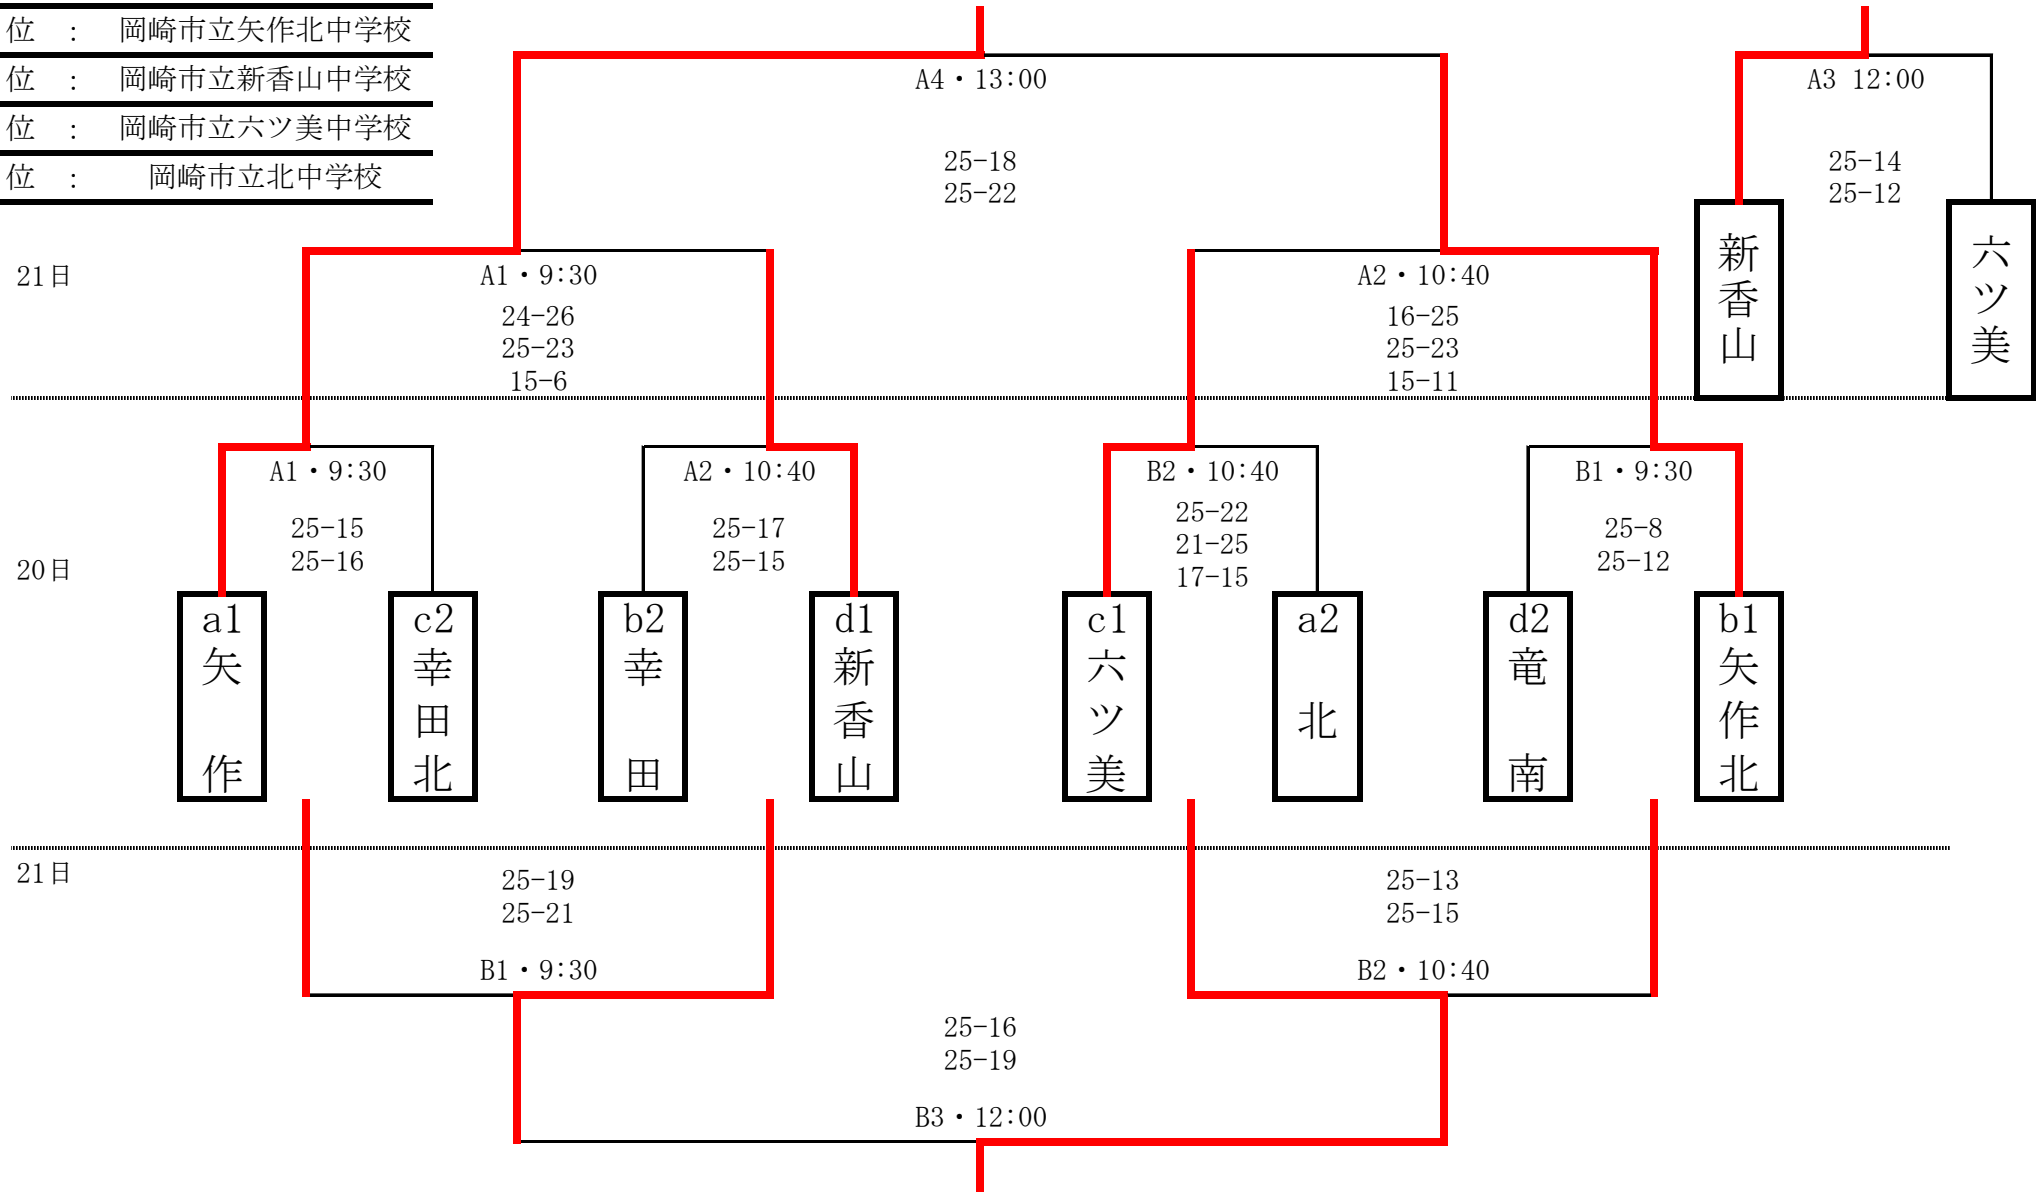 位 : 岡崎市立矢作北中学校
位 : 岡崎市立新香山中学校
位 : 岡崎市立六ツ美中学校
位 : 岡崎市立北中学校
A4・13:00
25-18
25-22
A3 12:00
25-14
25-12
新香山
六ツ美
21日
A1・9:30
24-26
25-23
15-6
A2・10:40
16-25
25-23
15-11
20日
A1・9:30
25-15
25-16
A2・10:40
25-17
25-15
B2・10:40
25-22
21-25
17-15
B1・9:30
25-8
25-12
a1
矢作
c2
幸田北
b2
幸田
d1
新香山
c1
六ツ美
a2
北
d2
竜南
b1
矢作北
21日
25-19
25-21
B1・9:30
25-13
25-15
B2・10:40
25-16
25-19
B3・12:00